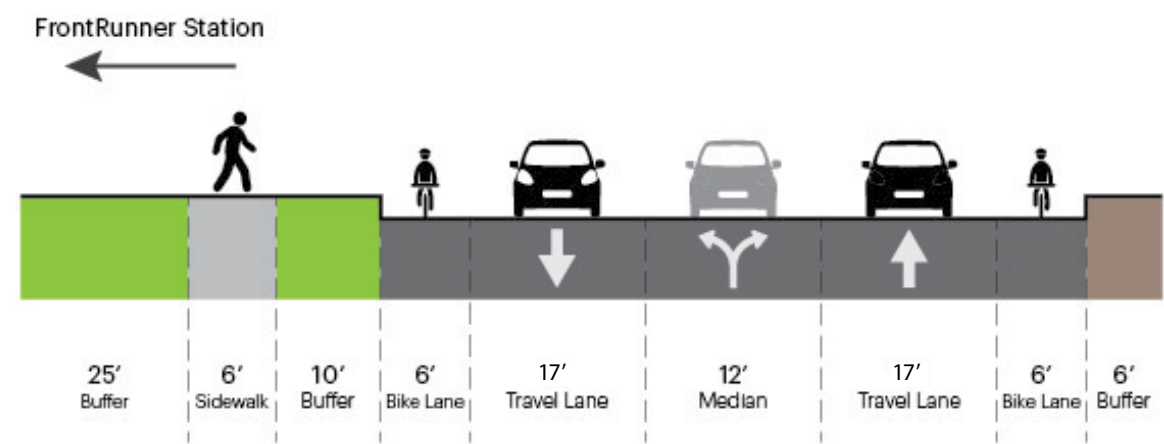 FrontRunner Station
25' 6' 10' 6' 17' 12' 17' 6' 6'
Buffer Sidewalk Buffer Bike Lane Travel Lane Median Travel Lane Bike Lane Buffer